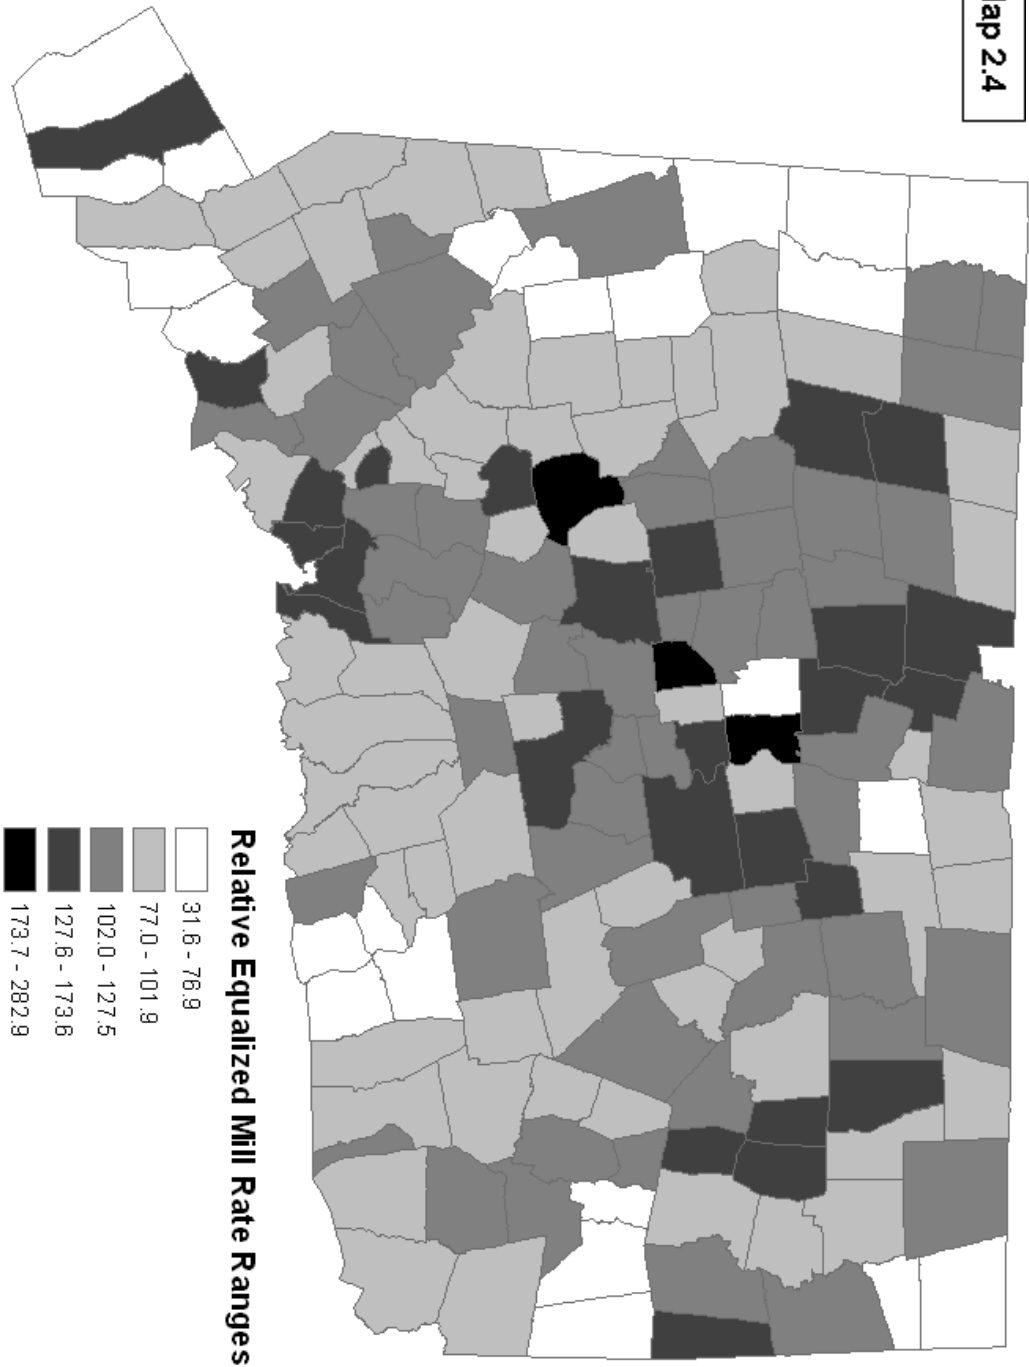 ap 2.4
Relative Equalized Mill Rate Ranges
31.6 - 76.9
77.0 - 101.9
102.0 - 127.5
127.6 - 173.6
173.7 - 282.9